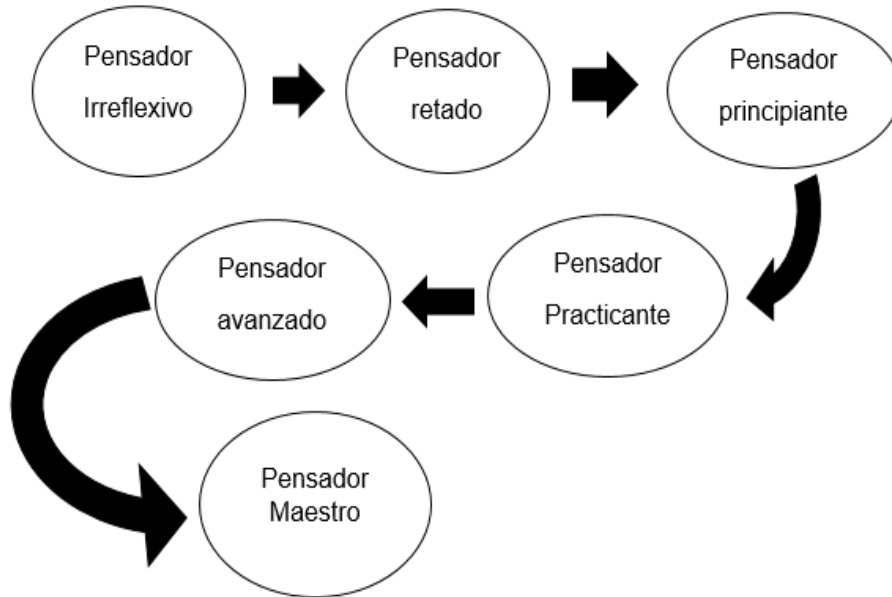 Pensador
Irreflexivo
Pensador
retado
Pensador
principiante
Pensador
Practicante
Pensador
avanzado
Pensador
Maestro